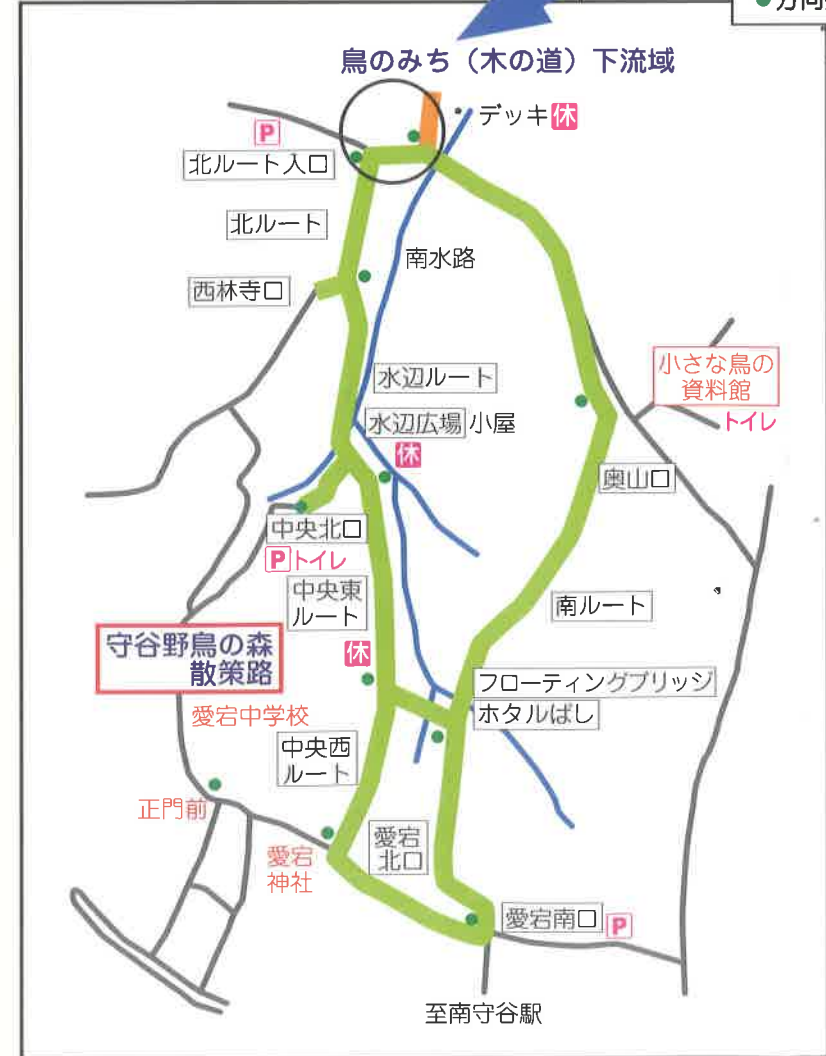 ●方向
鳥のみち（木の道）下流域
デッキ 休
P
北ルート入口
北ルート
南水路
西林寺口
小さな鳥の
資料館
トイレ
水辺ルート
水辺広場 小屋
休
奥山口
中央北口
P トイレ
中央東
ルート
南ルート
守谷野鳥の森
散策路
休
フローティングブリッジ
ホタルばし
愛宕中学校
中央西
ルート
正門前
愛宕
神社
愛宕
北口
愛宕南口 P
至南守谷駅